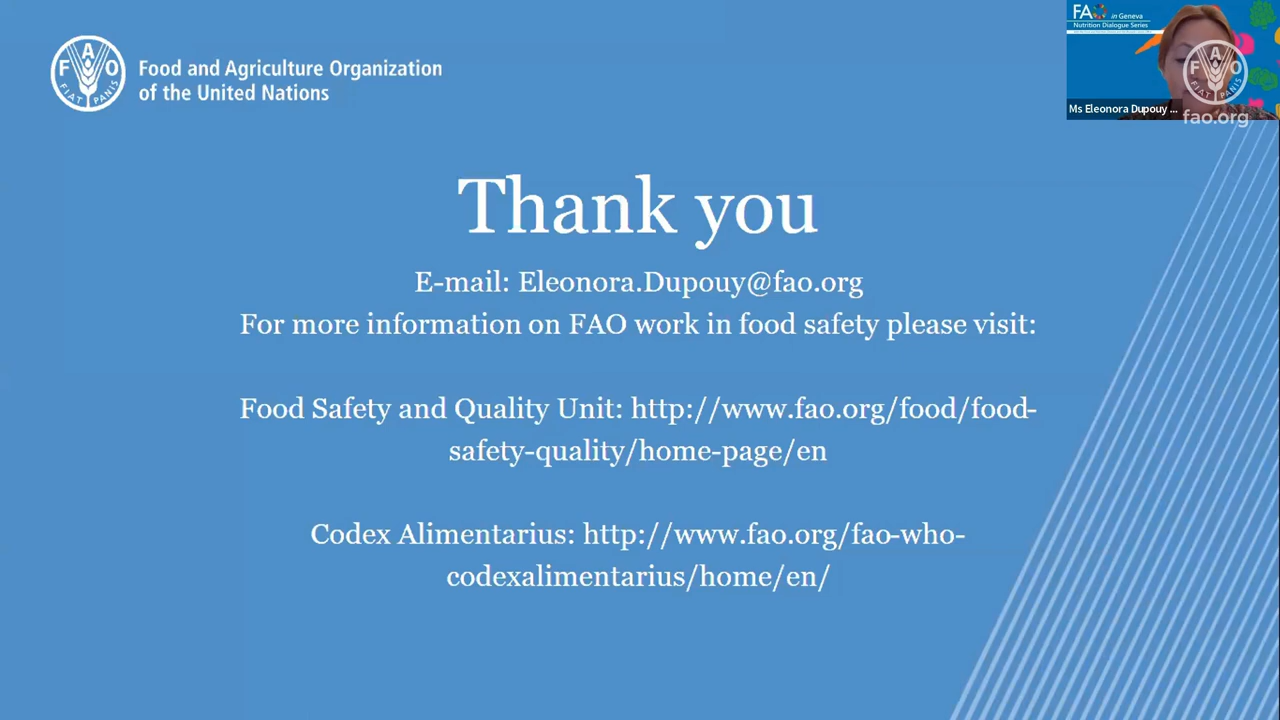 Food and Agriculture Organization
of the United Nations
FAO in Geneva
Nutrition Dialogue Series
Ms Eleonora Dupouy ...
fao.org
Thank you
E-mail: Eleonora.Dupouy@fao.org
For more information on FAO work in food safety please visit:
Food Safety and Quality Unit: http://www.fao.org/food/food-
safety-quality/home-page/en
Codex Alimentarius: http://www.fao.org/fao-who-
codexalimentarius/home/en/
F A O
FIAT PANIS
F A O
FIAT PANIS